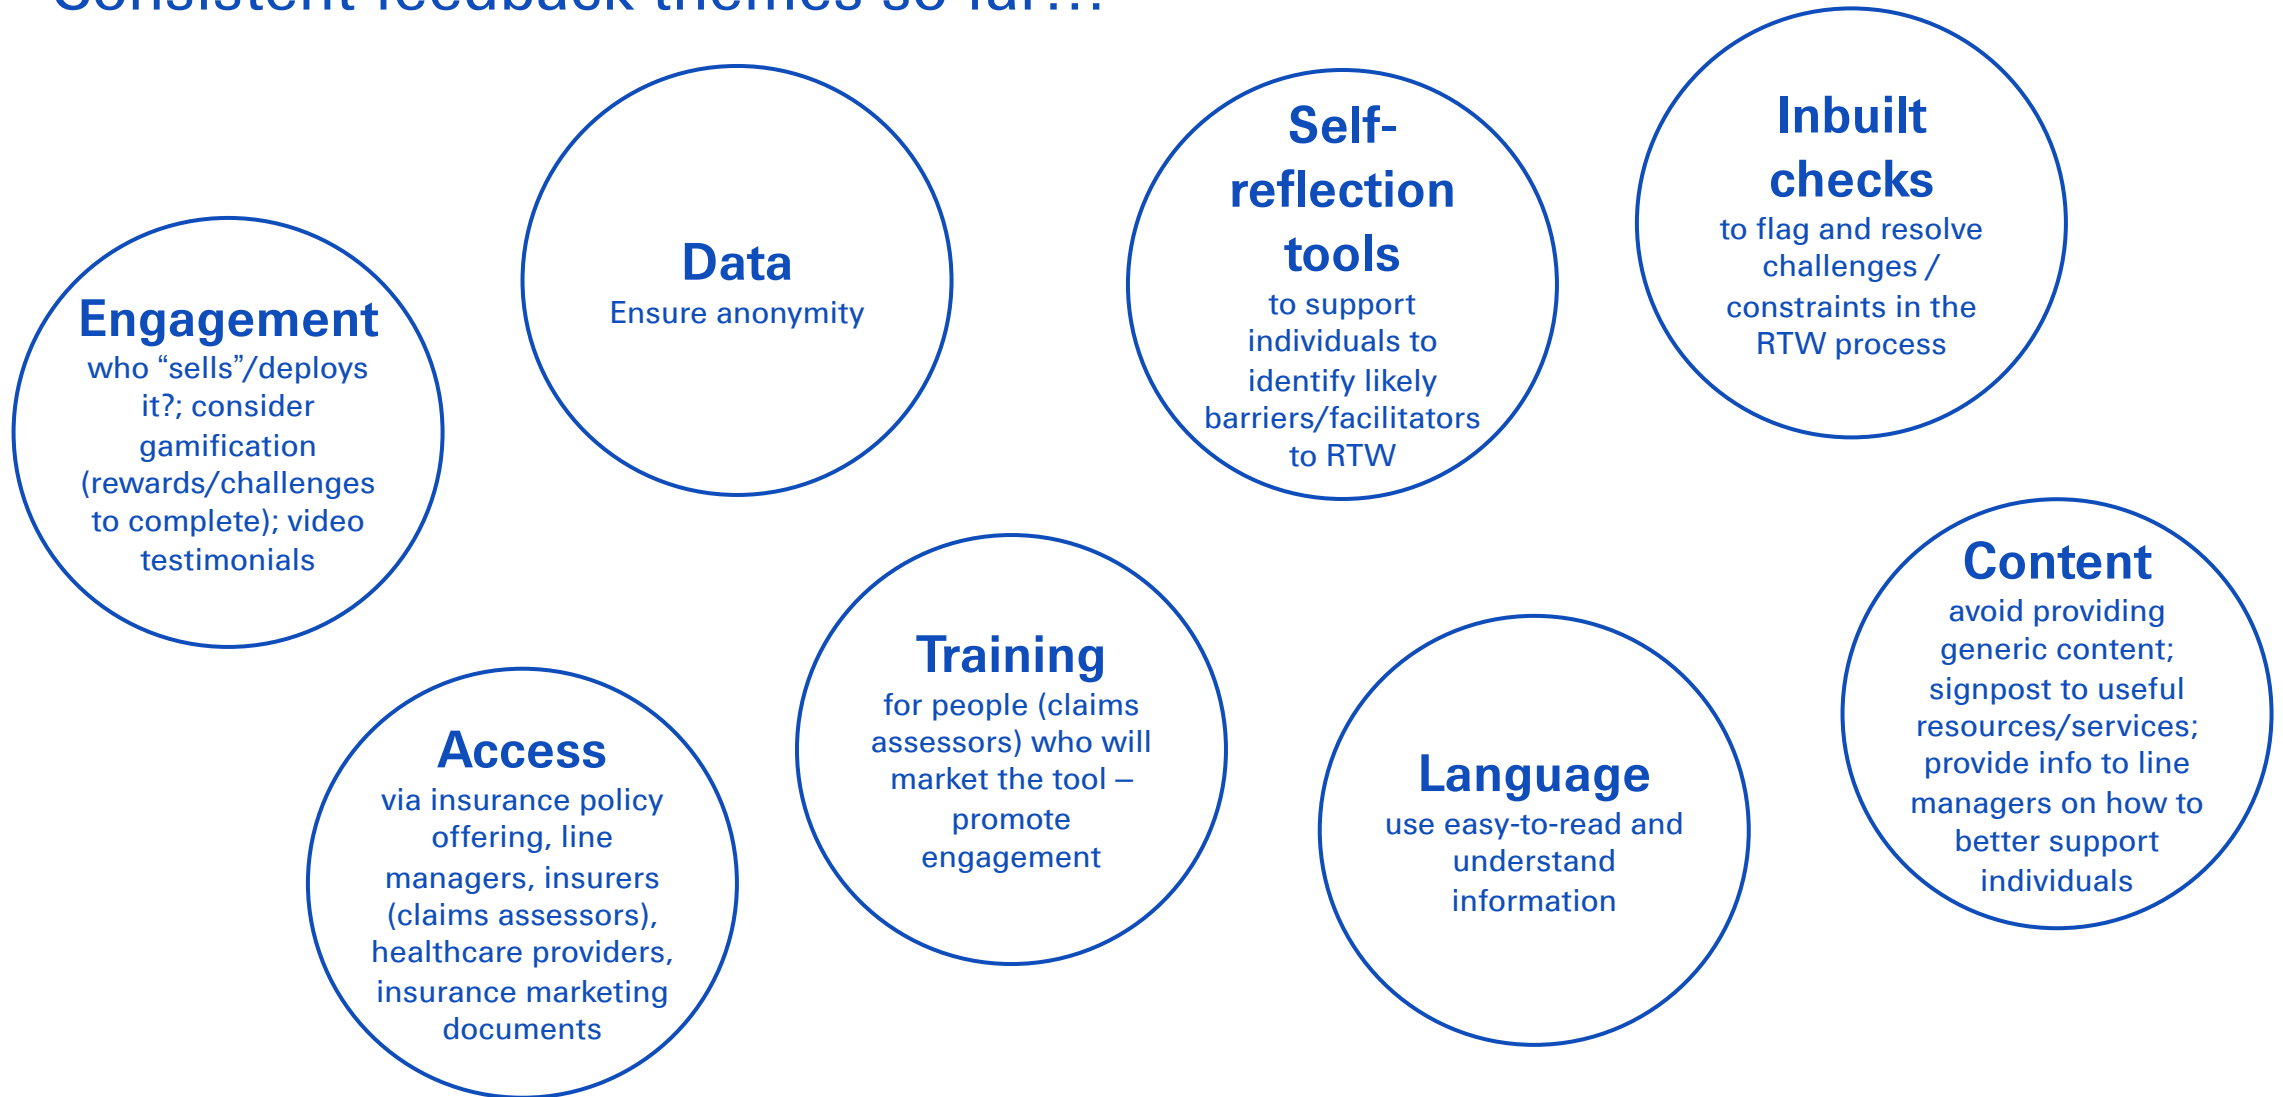 Consistent feedback themes so far…
Engagement
who “sells”/deploys
it?; consider
gamification
(rewards/challenges
to complete); video
testimonials
Data
Ensure anonymity
Self-
reflection
tools
to support
individuals to
identify likely
barriers/facilitators
to RTW
Inbuilt
checks
to flag and resolve
challenges /
constraints in the
RTW process
Access
via insurance policy
offering, line
managers, insurers
(claims assessors),
healthcare providers,
insurance marketing
documents
Training
for people (claims
assessors) who will
market the tool –
promote
engagement
Language
use easy-to-read and
understand
information
Content
avoid providing
generic content;
signpost to useful
resources/services;
provide info to line
managers on how to
better support
individuals